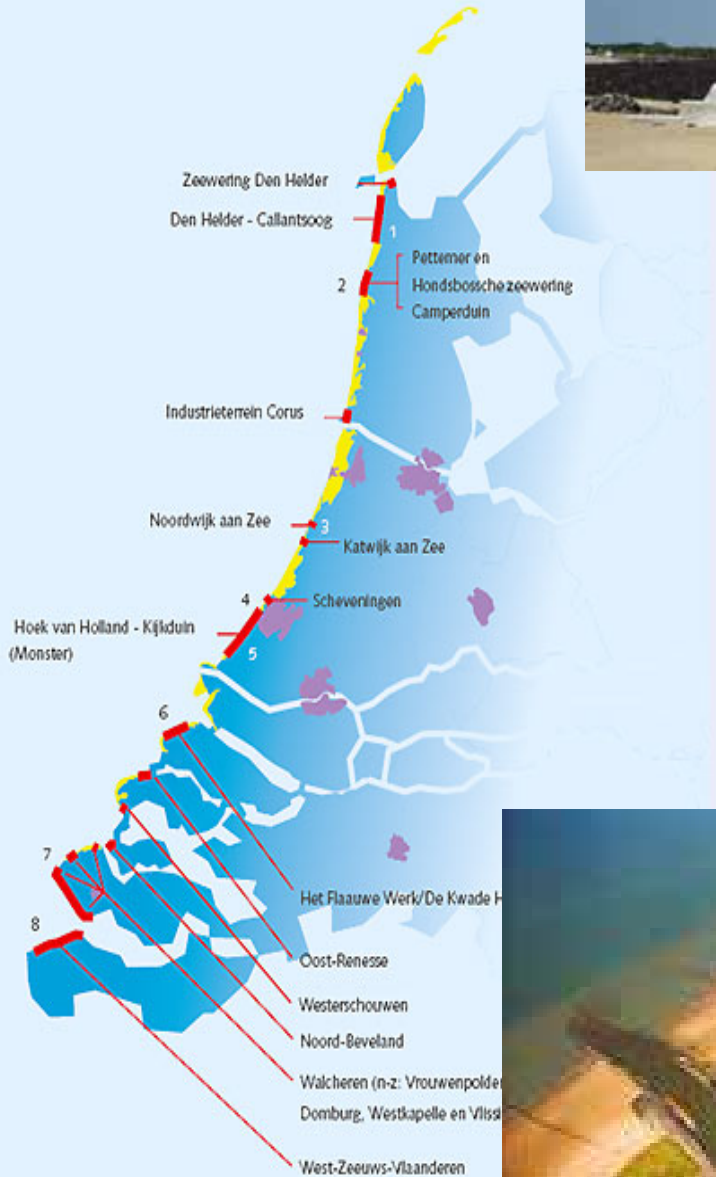 Zeewering Den Helder
Den Helder - Callantsoog
1
2
Pettemer en
Hondsbossche zeewering
Camperduin
Industrieterrein Corus
Noordwijk aan Zee
3
Katwijk aan Zee
4
Scheveningen
Hoek van Holland - Kijkduin
(Monster)
5
6
7
8
Het Flaauwe Werk/De Kwade H
Oost-Renesse
Westerschouwen
Noord-Beveland
Walcheren (n-z: Vrouwenpolder
Domburg, Westkapelle en Vlissi
West-Zeeuws-Vlaanderen